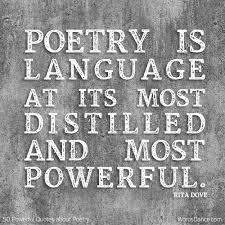 POETRY IS
LANGUAGE
AT ITS MOST
DISTILLED
AND MOST
POWERFUL.
RITA DOVE
50 Powerful Quotes about Poetry
WordsDance.com